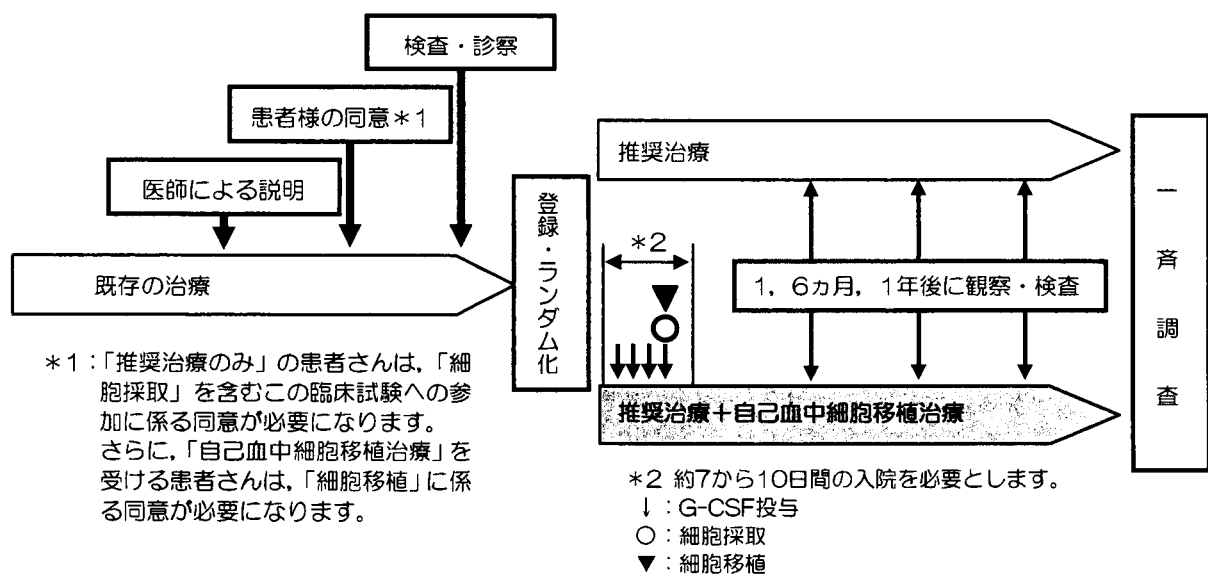 検査・診察
患者様の同意*1
医師による説明
既存の治療
登録・ランダム化
推奨治療
*2
1, 6ヵ月, 1年後に観察・検査
推奨治療+自己血中細胞移植治療
一斉調査
*1:「推奨治療のみ」の患者さんは,「細
胞採取」を含むこの臨床試験への参
加に係る同意が必要になります。
さらに,「自己血中細胞移植治療」を
受ける患者さんは,「細胞移植」に係
る同意が必要になります。
*2 約7から10日間の入院を必要とします。
↓:G-CSF投与
○:細胞採取
▼:細胞移植